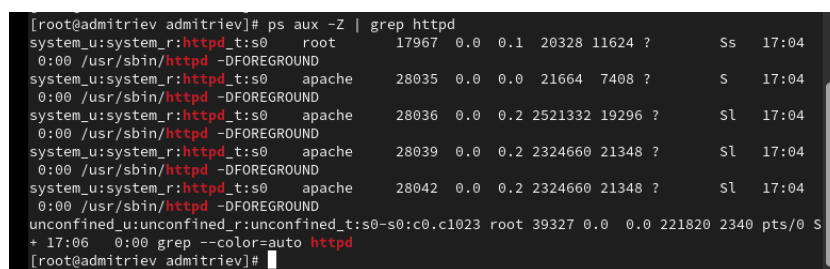 [root@admitriev admitriev]# ps aux -Z | grep httpd
system_u:system_r:httpd_t:s0    root       17967  0.0  0.1  20328 11624 ?        Ss   17:04
 0:00 /usr/sbin/httpd -DFOREGROUND
system_u:system_r:httpd_t:s0    apache     28035  0.0  0.0  21664  7408 ?        S    17:04
 0:00 /usr/sbin/httpd -DFOREGROUND
system_u:system_r:httpd_t:s0    apache     28036  0.0  0.2 2521332 19296 ?       Sl   17:04
 0:00 /usr/sbin/httpd -DFOREGROUND
system_u:system_r:httpd_t:s0    apache     28039  0.0  0.2 2324660 21348 ?       Sl   17:04
 0:00 /usr/sbin/httpd -DFOREGROUND
system_u:system_r:httpd_t:s0    apache     28042  0.0  0.2 2324660 21348 ?       Sl   17:04
 0:00 /usr/sbin/httpd -DFOREGROUND
unconfined_u:unconfined_r:unconfined_t:s0-s0:c0.c1023 root 39327 0.0  0.0 221820 2340 pts/0 S
+ 17:06   0:00 grep --color=auto httpd
[root@admitriev admitriev]#